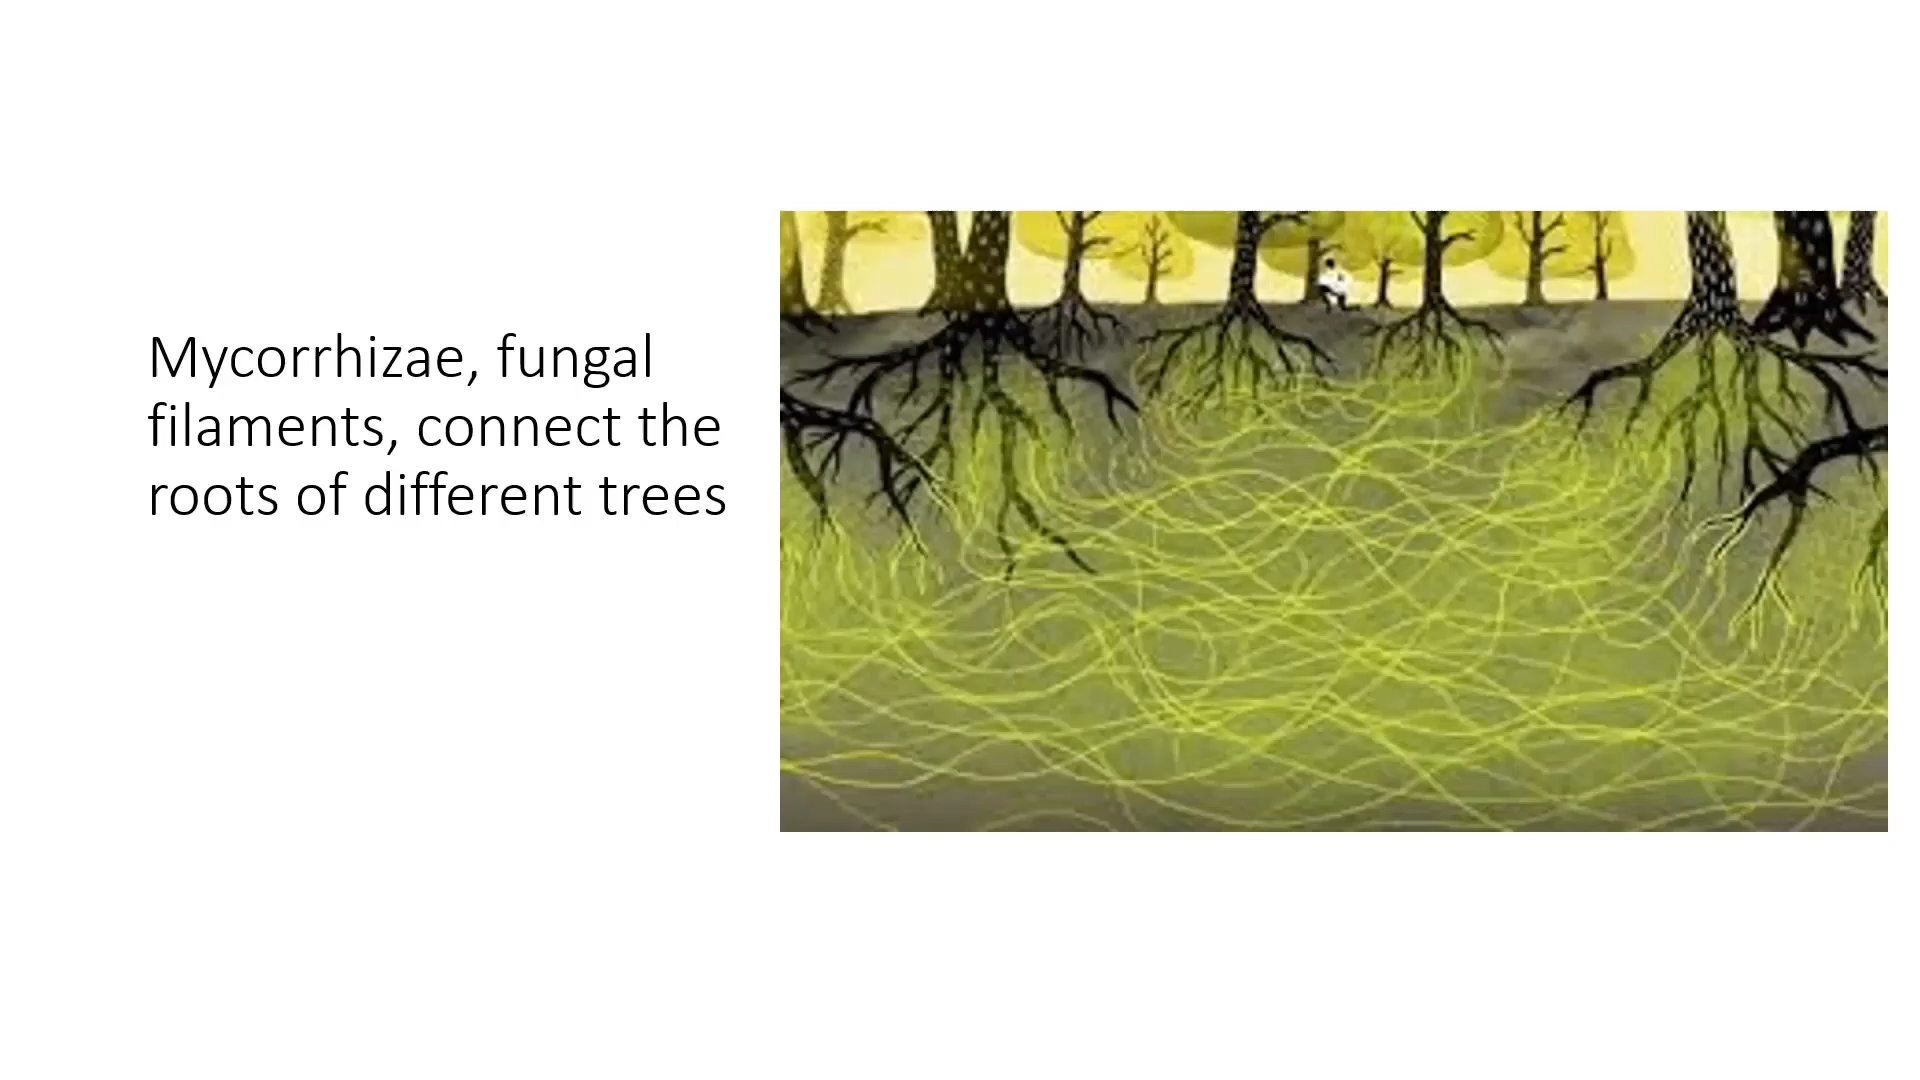 Mycorrhizae, fungal
filaments, connect the
roots of different trees